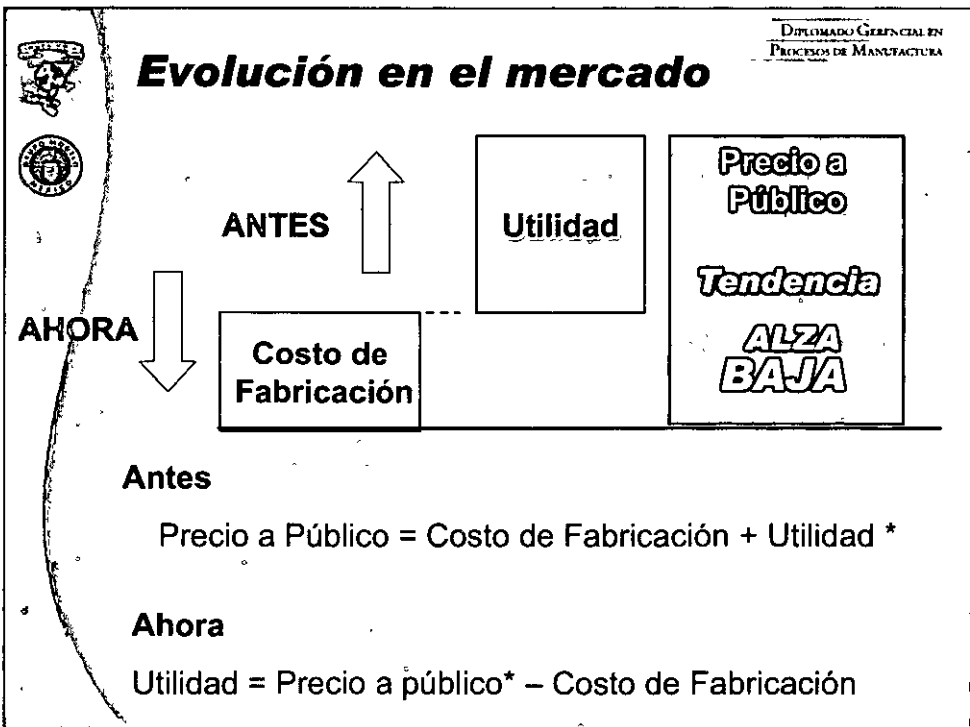 DIPLOMADO GERENCIAL EN
PROCESOS DE MANUFACTURA
Evolución en el mercado
ANTES
AHORA
Costo de
Fabricación
Utilidad
Precio a
Público
Tendencia
ALZA
BAJA
Antes
Precio a Público = Costo de Fabricación + Utilidad *
Ahora
Utilidad = Precio a público* – Costo de Fabricación